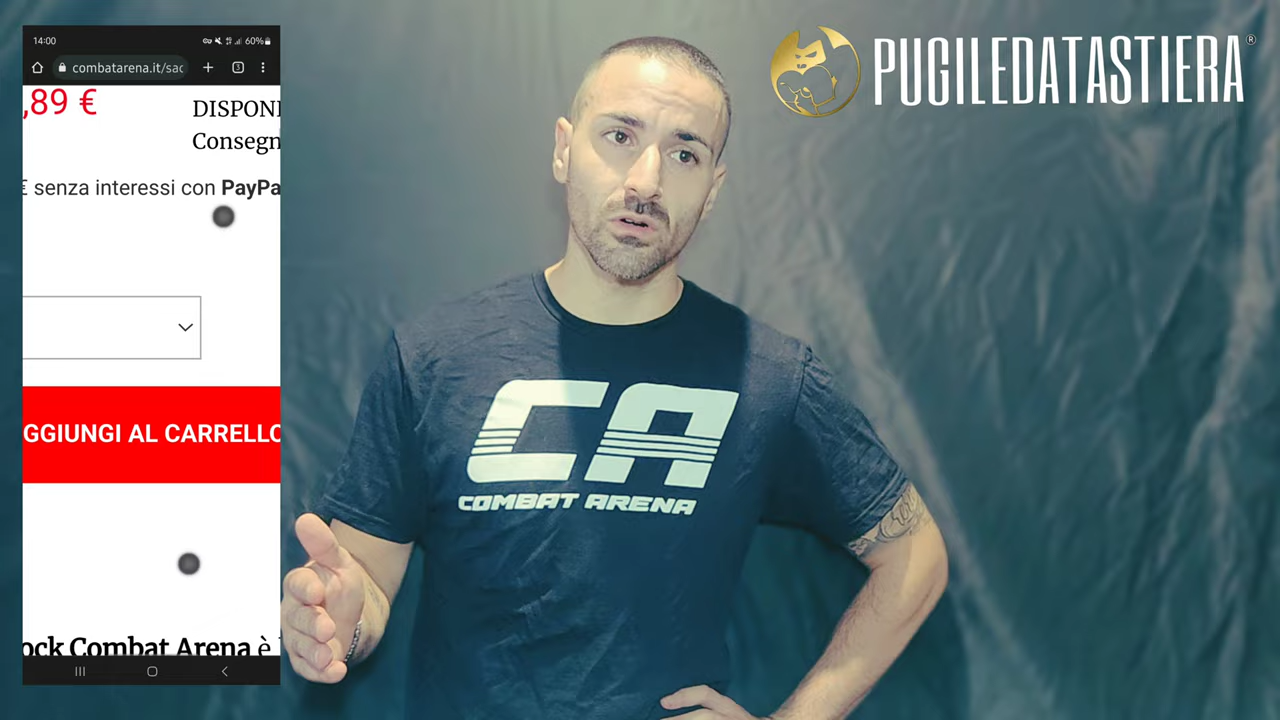 14:00
60%
combatarena.it/sac
3
,89 €
DISPONI
Consegn
€ senza interessi con PayPa
GGIUNGI AL CARRELLO
ock Combat Arena è
PUGILEDATASTIERA®
CA
COMBAT ARENA